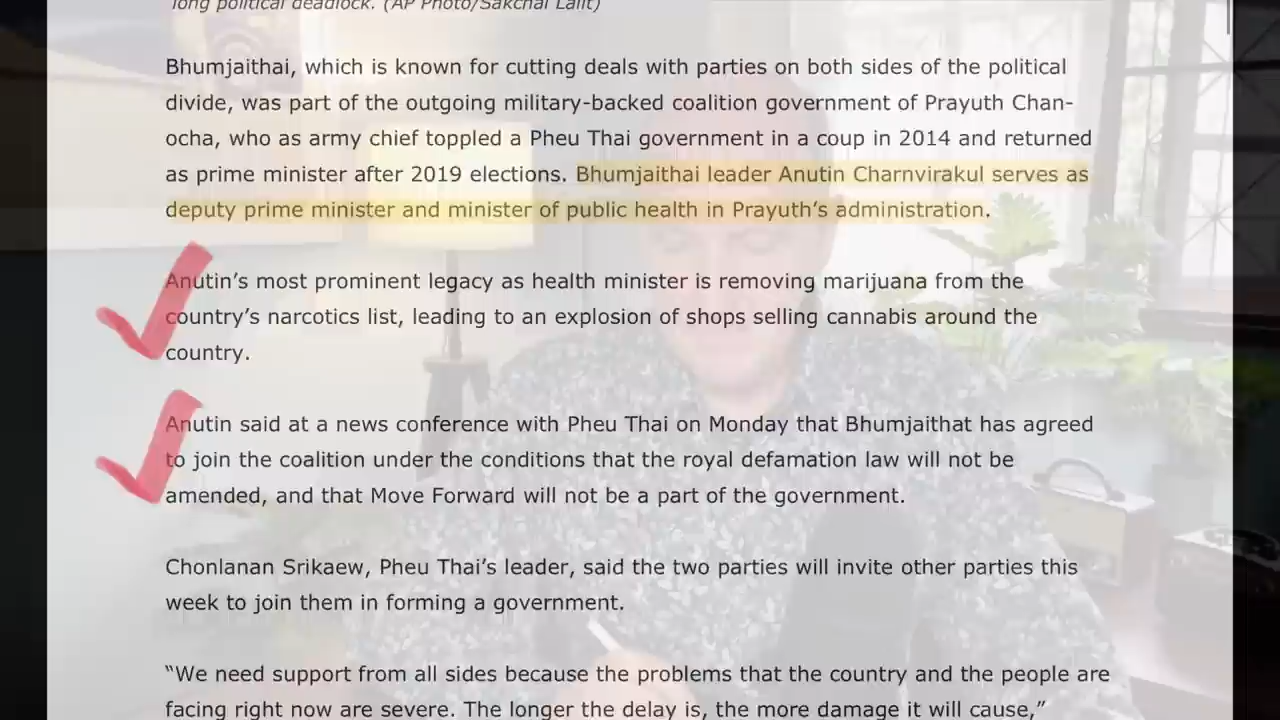 long political deadlock. (AP Photo/Sakchai Lalit)
Bhumjaithai, which is known for cutting deals with parties on both sides of the political
divide, was part of the outgoing military-backed coalition government of Prayuth Chan-
ocha, who as army chief toppled a Pheu Thai government in a coup in 2014 and returned
as prime minister after 2019 elections. Bhumjaithai leader Anutin Charnvirakul serves as
deputy prime minister and minister of public health in Prayuth’s administration.
Anutin’s most prominent legacy as health minister is removing marijuana from the
country’s narcotics list, leading to an explosion of shops selling cannabis around the
country.
Anutin said at a news conference with Pheu Thai on Monday that Bhumjaithat has agreed
to join the coalition under the conditions that the royal defamation law will not be
amended, and that Move Forward will not be a part of the government.
Chonlanan Srikaew, Pheu Thai’s leader, said the two parties will invite other parties this
week to join them in forming a government.
“We need support from all sides because the problems that the country and the people are
facing right now are severe. The longer the delay is, the more damage it will cause,”